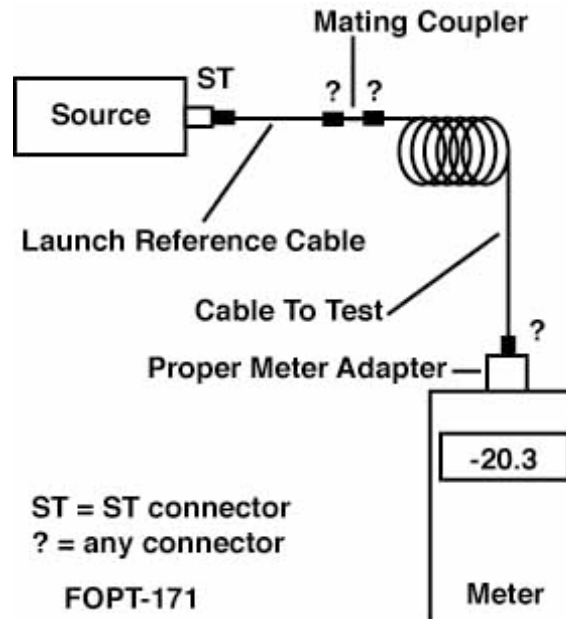 Mating Coupler
ST
?
?
Source
Launch Reference Cable
Cable To Test
?
Proper Meter Adapter
-20.3
ST = ST connector
? = any connector
FOPT-171
Meter